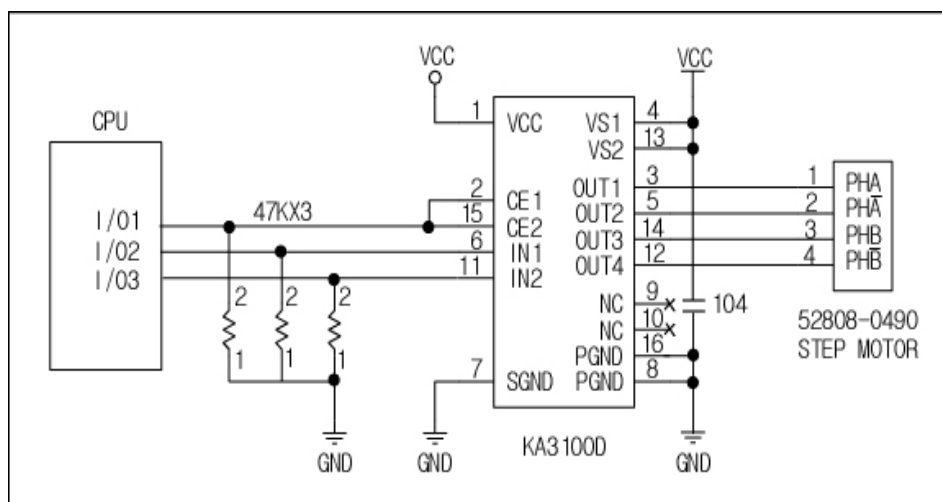 VCC
VCC
CPU
1
VCC
VS1
4
VS2
13
OUT1
3
1
PHA
2
CE1
OUT2
5
2
PHA̅
47KX3
I/O1
15
CE2
OUT3
14
3
PHB
I/O2
6
IN1
OUT4
12
4
PHB̅
I/O3
11
IN2
2
2
2
NC
9
104
NC
10
52808-0490
STEP MOTOR
1
1
1
PGND
16
7
SGND
PGND
8
KA3100D
GND
GND
GND